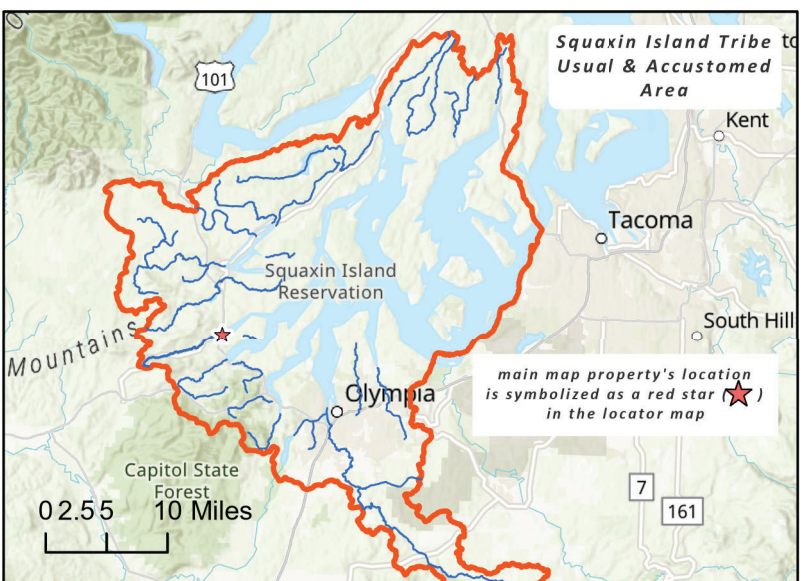 Squaxin Island Tribe
Usual & Accustomed
Area
101
Kent
Tacoma
Squaxin Island
Reservation
South Hill
Mountains
main map property's location
is symbolized as a red star ( )
in the locator map
Olympia
Capitol State
Forest
7
161
0 2.5 5 10 Miles